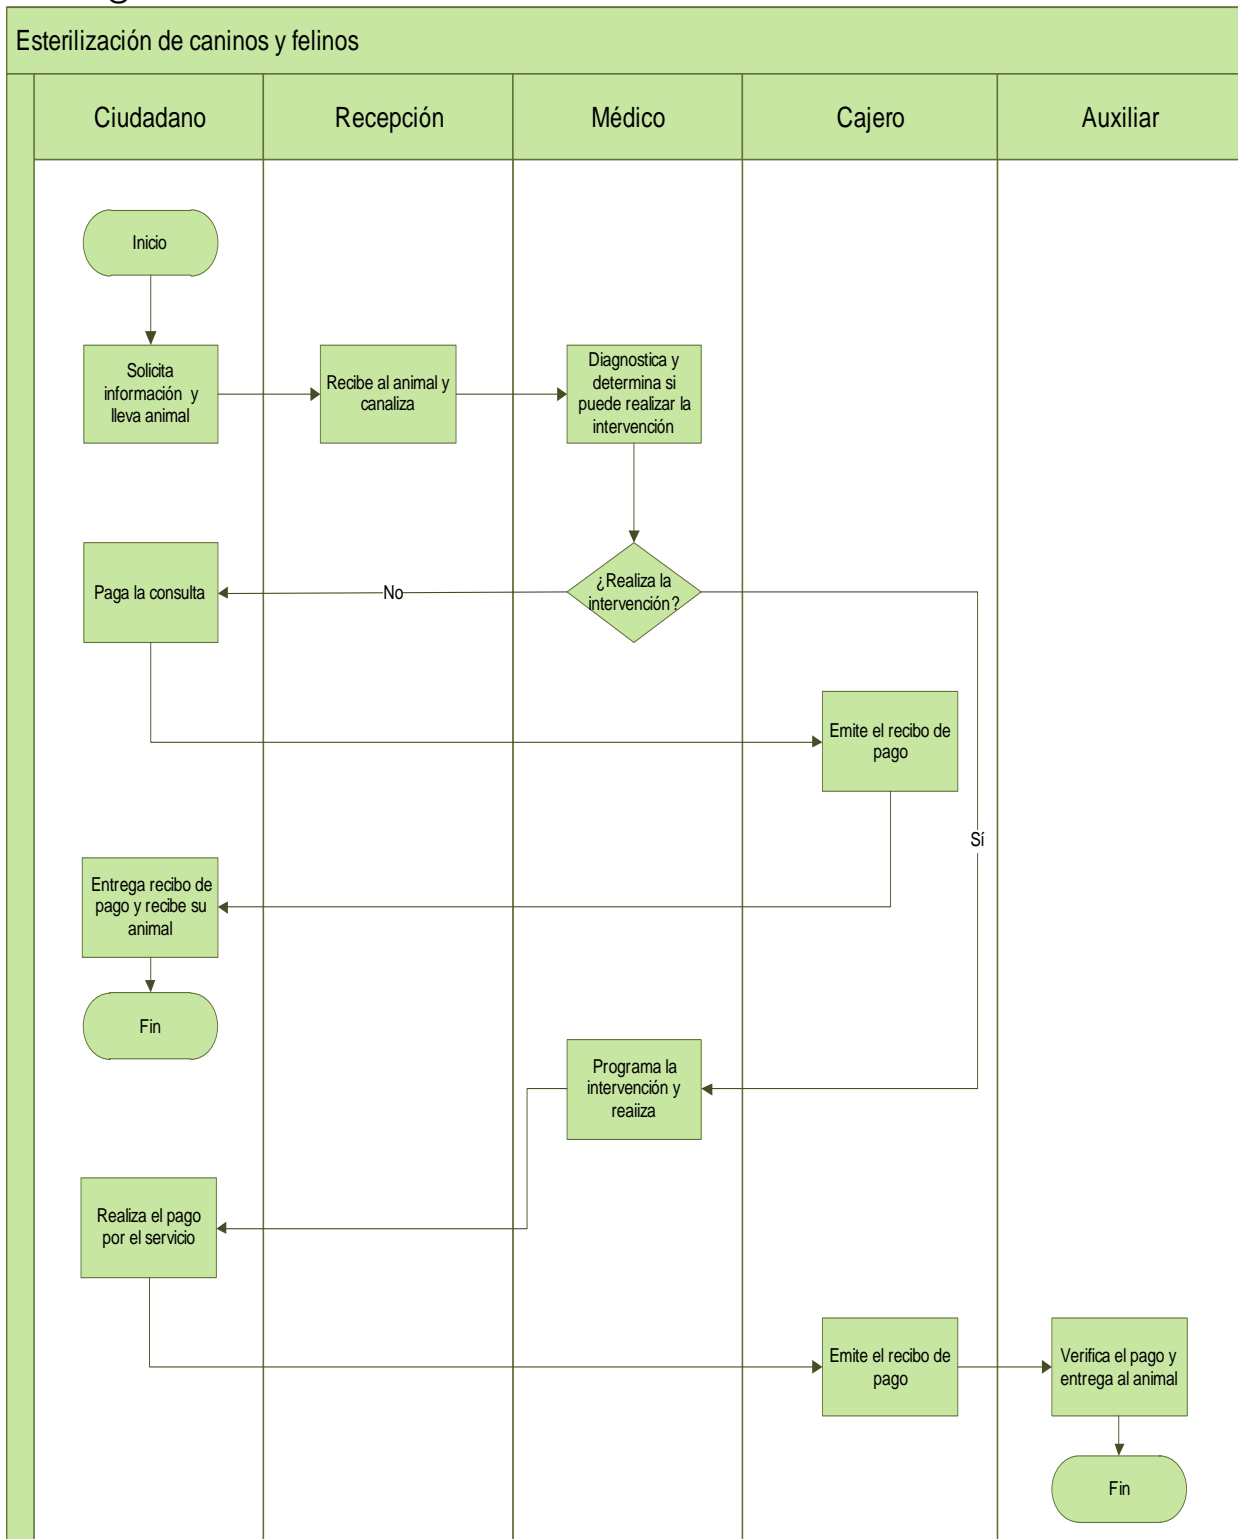 Esterilización de caninos y felinos
Ciudadano
Recepción
Médico
Cajero
Auxiliar
Inicio
Solicita
información y
lleva animal
Recibe al animal y
canaliza
Diagnostica y
determina si
puede realizar la
intervención
Paga la consulta
No
¿Realiza la
intervención?
Emite el recibo de
pago
Sí
Entrega recibo de
pago y recibe su
animal
Fin
Programa la
intervención y
reaiiza
Realiza el pago
por el servicio
Emite el recibo de
pago
Verifica el pago y
entrega al animal
Fin